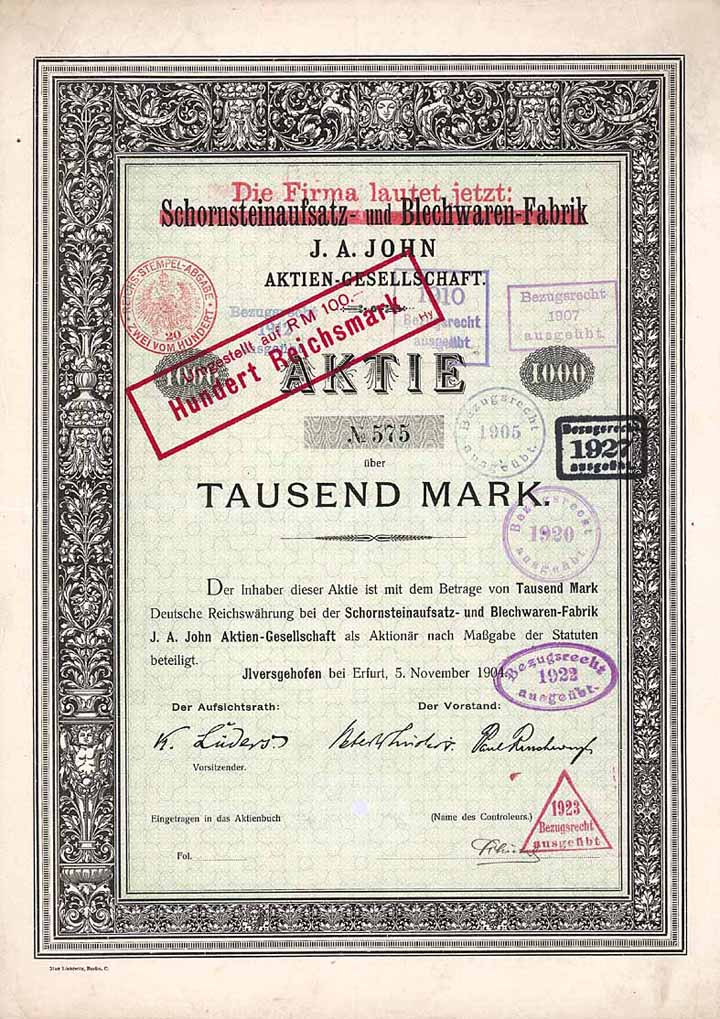 Die Firma lautet jetzt:
Schornsteinaufsatz- und Blechwaren-Fabrik
J. A. JOHN
AKTIEN-GESELLSCHAFT.
REICHS-STEMPEL-ABGABE
20
ZWEI VOM HUNDERT
Bezugsrecht
ausgeübt
1910
Bezugsrecht
ausgeübt
Bezugsrecht
1907
ausgeübt.
Umgestellt auf RM 100.-
Hundert Reichsmark
Hy
1000
AKTIE
1000
№ 575
Bezugsrecht
1905
ausgeübt.
Bezugsrecht
1927
ausgeübt
über
TAUSEND MARK.
Bezugsrecht
1920
ausgeübt.
Der Inhaber dieser Aktie ist mit dem Betrage von Tausend Mark
Deutsche Reichswährung bei der Schornsteinaufsatz- und Blechwaren-Fabrik
J. A. John Aktien-Gesellschaft als Aktionär nach Maßgabe der Statuten
beteiligt.
Jlversgehofen bei Erfurt, 5. November 1904.
Bezugsrecht
1922
ausgeübt.
Der Aufsichtsrath:
Der Vorstand:
K. Lüders
Vorsitzender.
1923
Bezugsrecht
ausgeübt
Eingetragen in das Aktienbuch
(Name des Controleurs.)
Fol.